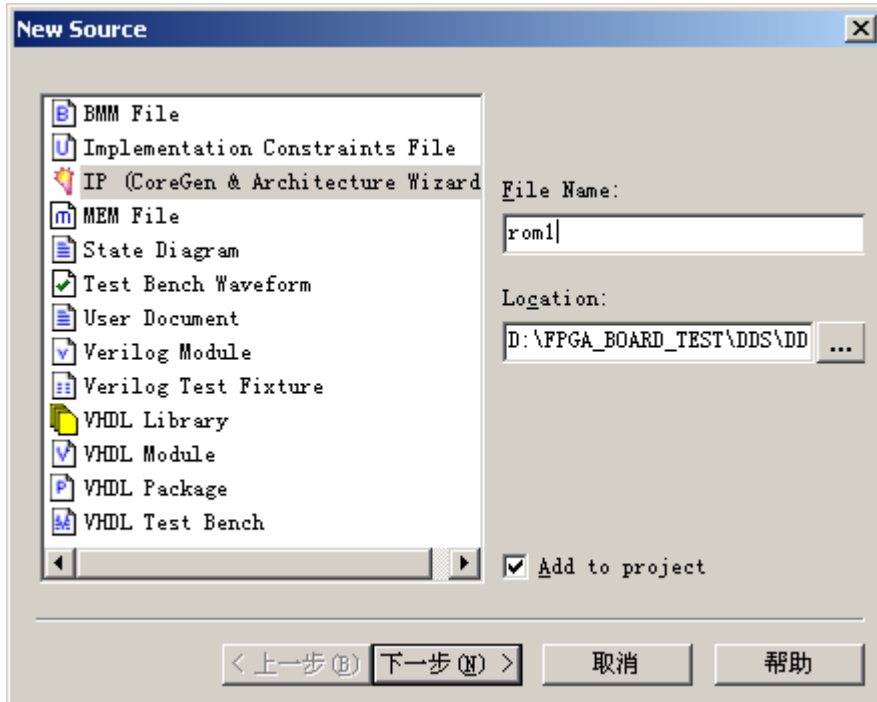 New Source
BMM File
Implementation Constraints File
IP (CoreGen & Architecture Wizard
MEM File
State Diagram
Test Bench Waveform
User Document
Verilog Module
Verilog Test Fixture
VHDL Library
VHDL Module
VHDL Package
VHDL Test Bench
File Name:
rom1
Location:
D:\FPGA_BOARD_TEST\DDS\DD
...
Add to project
< 上一步(B)
下一步(N) >
取消
帮助